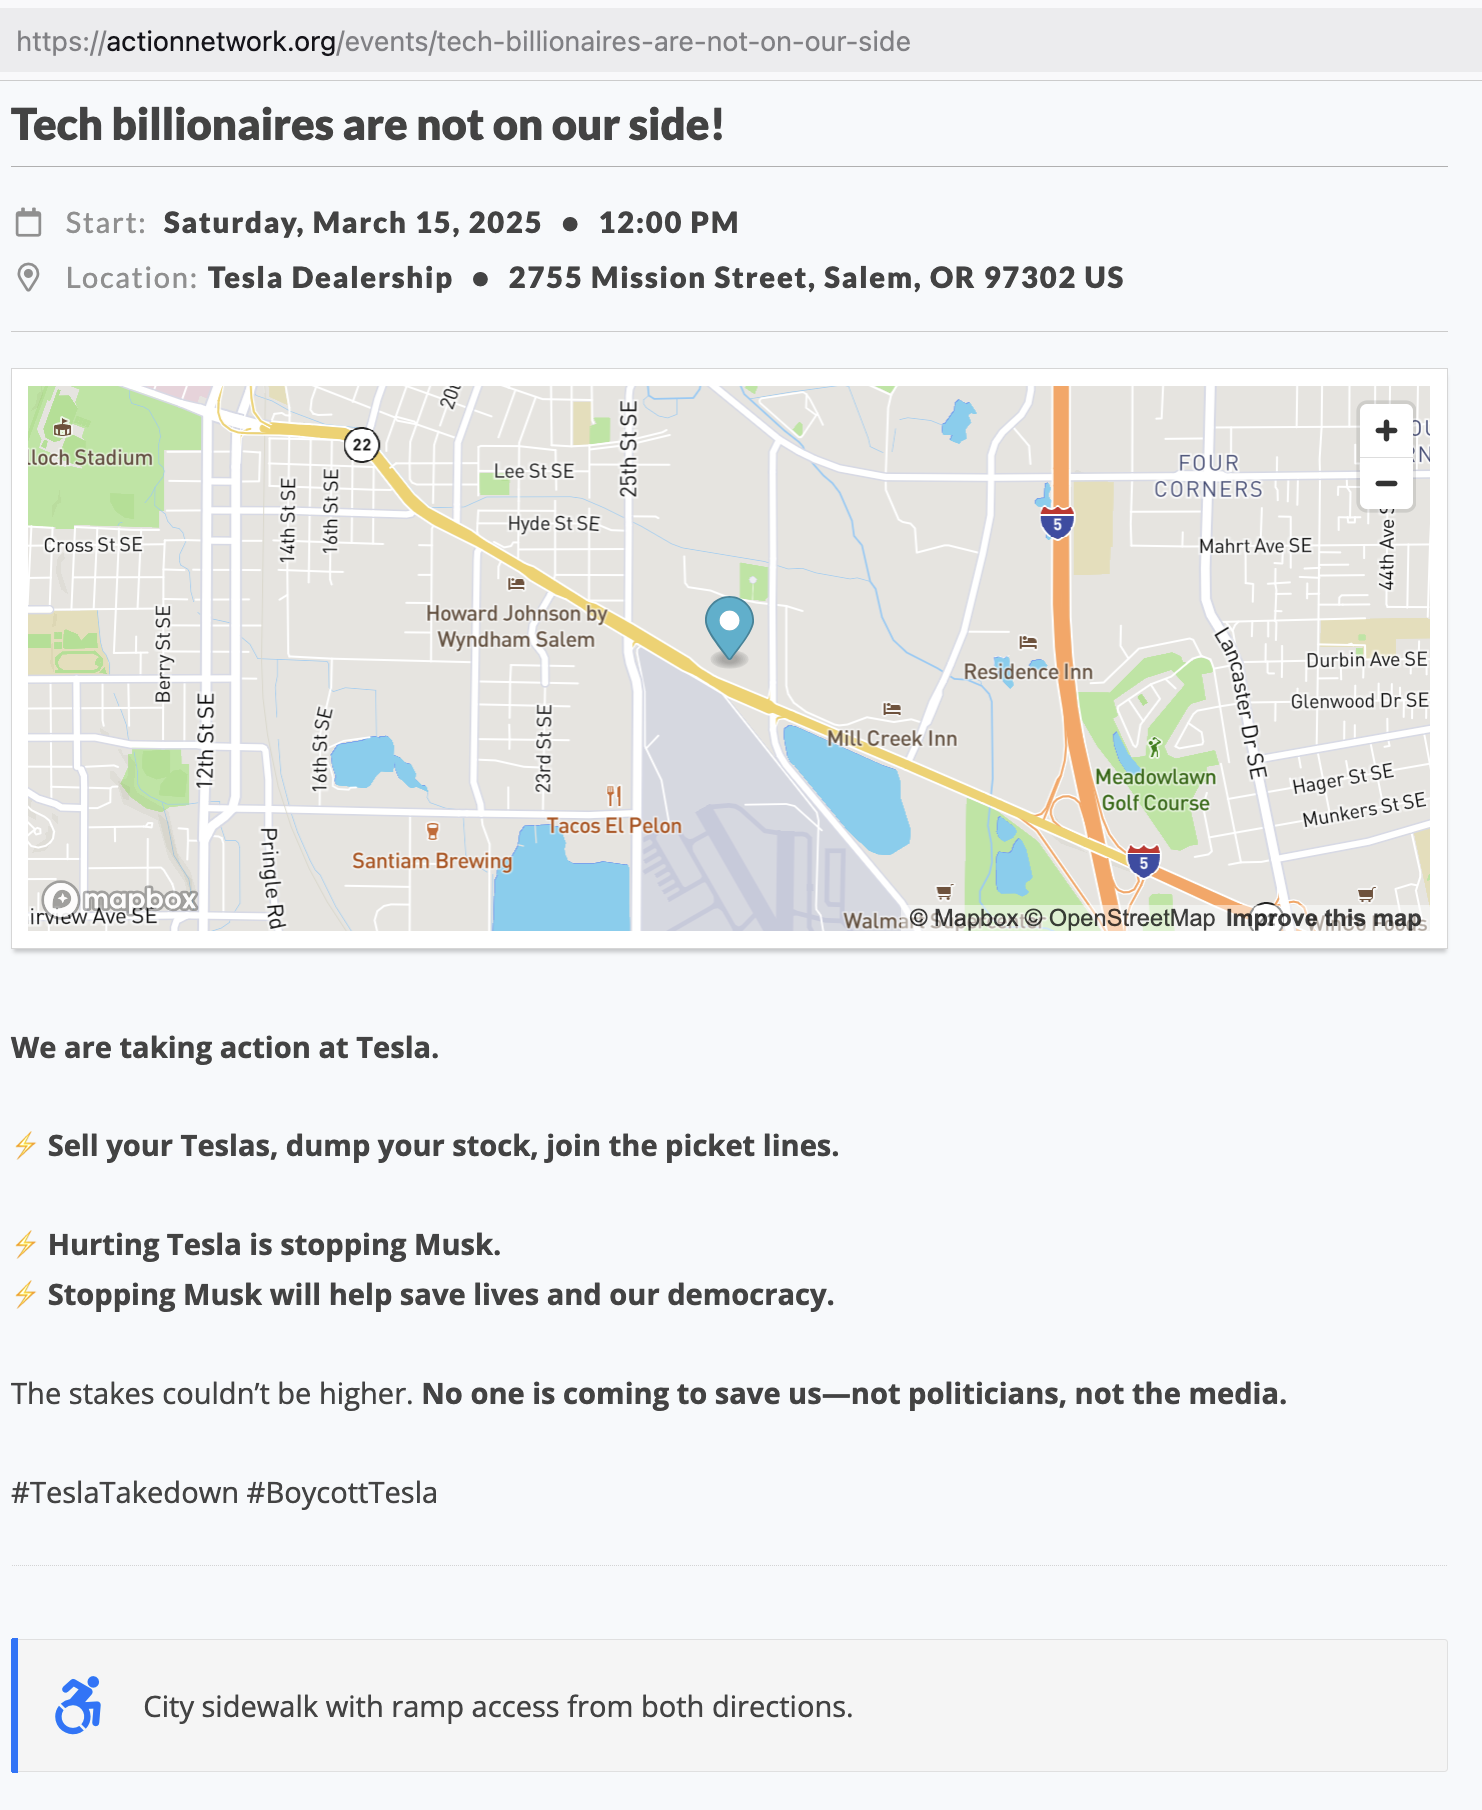 https://actionnetwork.org/events/tech-billionaires-are-not-on-our-side
Tech billionaires are not on our side!
Start: Saturday, March 15, 2025 • 12:00 PM
Location: Tesla Dealership • 2755 Mission Street, Salem, OR 97302 US
22
25th St SE
lloch Stadium
Lee St SE
FOUR
CORNERS
+
−
14th St SE
16th St SE
Hyde St SE
5
Cross St SE
Mahrt Ave SE
44th Ave S
Howard Johnson by
Wyndham Salem
Berry St SE
Residence Inn
Lancaster Dr SE
Durbin Ave SE
Glenwood Dr SE
12th St SE
16th St SE
23rd St SE
Mill Creek Inn
Meadowlawn
Golf Course
Hager St SE
Munkers St SE
Tacos El Pelon
Santiam Brewing
Pringle Rd
5
mapbox
irview Ave SE
Walmart Supercenter
© Mapbox © OpenStreetMap Improve this map
WinCo Foods
We are taking action at Tesla.
⚡ Sell your Teslas, dump your stock, join the picket lines.
⚡ Hurting Tesla is stopping Musk.
⚡ Stopping Musk will help save lives and our democracy.
The stakes couldn’t be higher. No one is coming to save us—not politicians, not the media.
#TeslaTakedown #BoycottTesla
City sidewalk with ramp access from both directions.